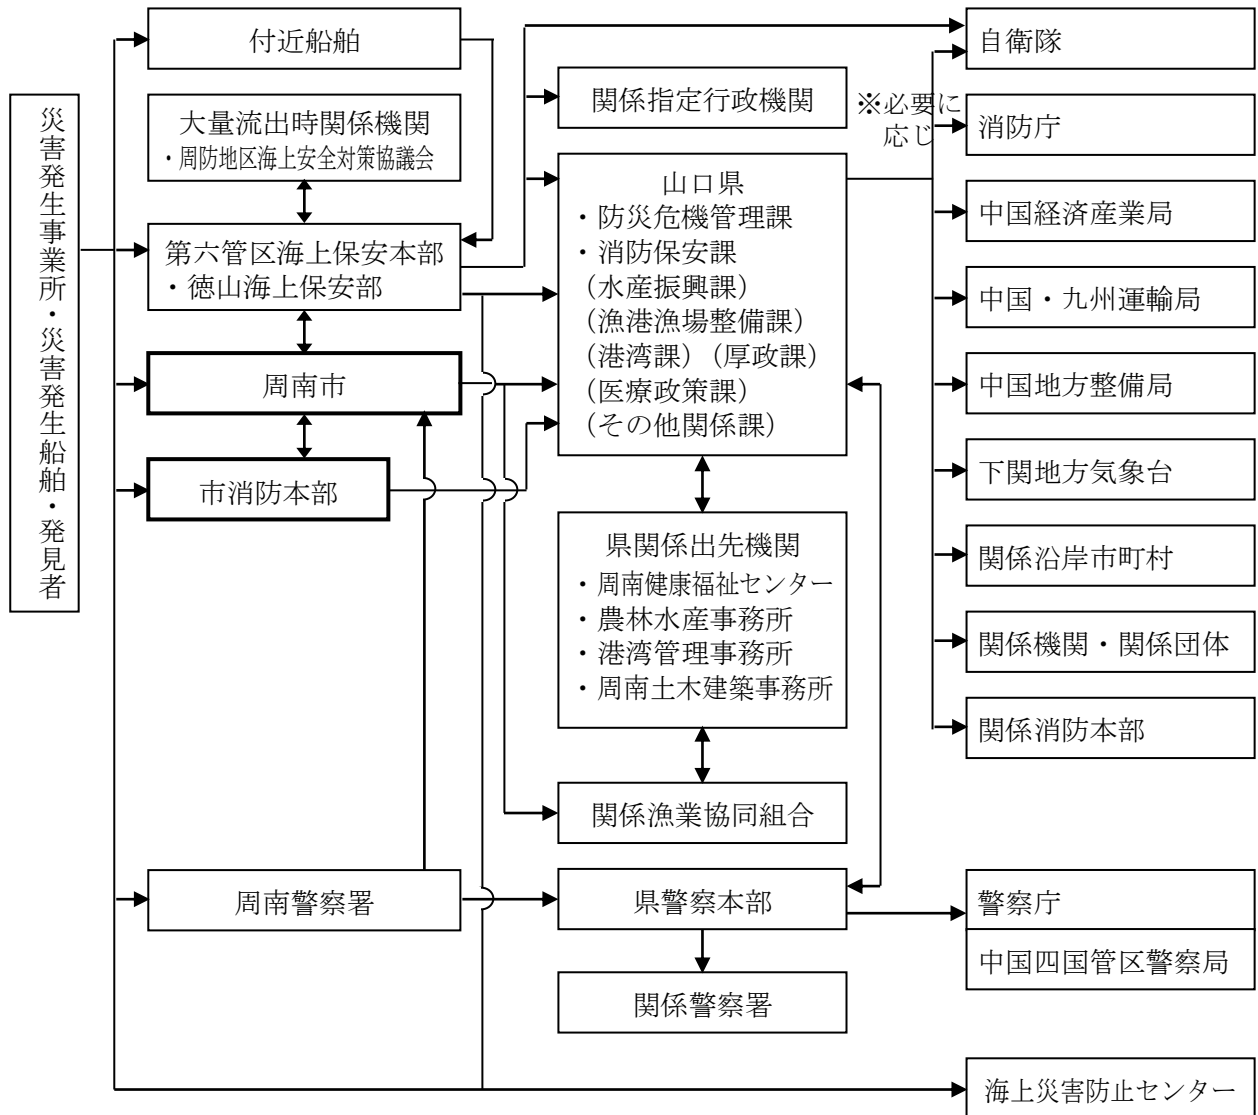 災害発生事業所・災害発生船舶・発見者
付近船舶
大量流出時関係機関
・周防地区海上安全対策協議会
第六管区海上保安本部
・徳山海上保安部
周南市
市消防本部
周南警察署
関係指定行政機関
山口県
・防災危機管理課
・消防保安課
(水産振興課)
(漁港漁場整備課)
(港湾課)(厚政課)
(医療政策課)
(その他関係課)
県関係出先機関
・周南健康福祉センター
・農林水産事務所
・港湾管理事務所
・周南土木建築事務所
関係漁業協同組合
県警察本部
関係警察署
※必要に
応じ
自衛隊
消防庁
中国経済産業局
中国・九州運輸局
中国地方整備局
下関地方気象台
関係沿岸市町村
関係機関・関係団体
関係消防本部
警察庁
中国四国管区警察局
海上災害防止センター